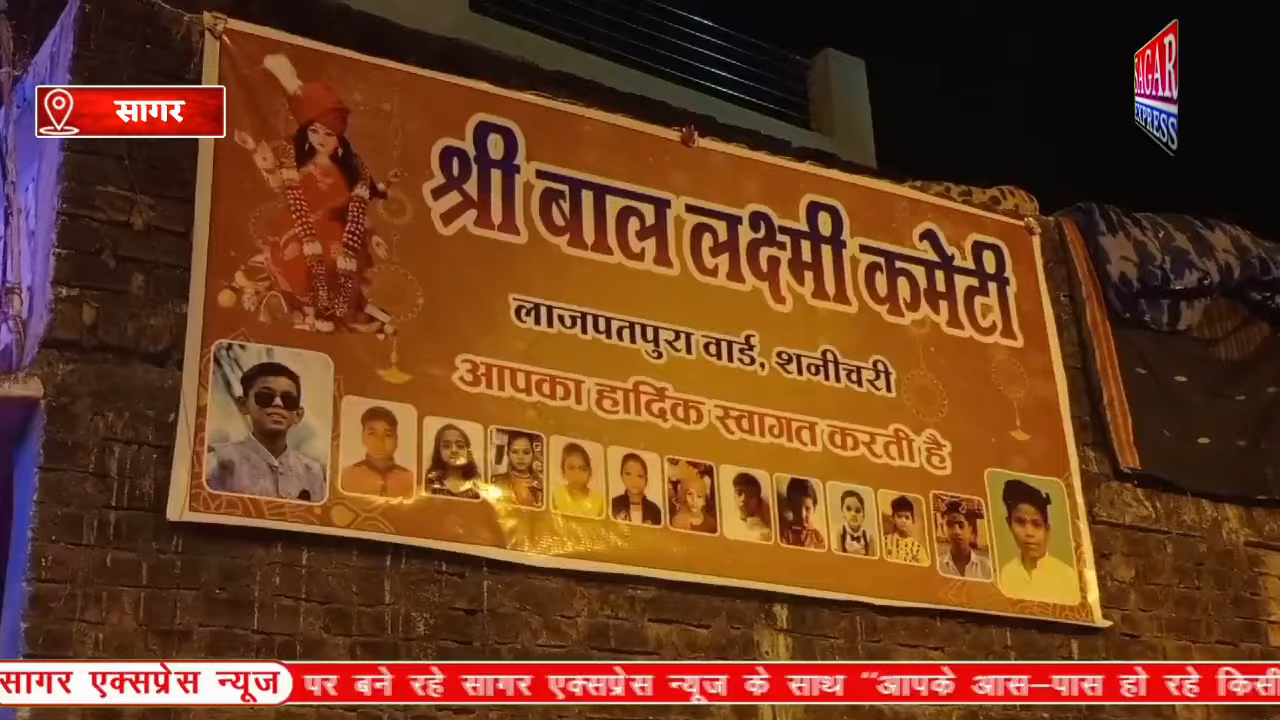 सागर
SAGAR
EXPRESS
श्री बाल लक्ष्मी कमेटी
लाजपतपुरा वार्ड, शनीचरी
आपका हार्दिक स्वागत करती है
सागर एक्सप्रेस न्यूज पर बने रहे सागर एक्सप्रेस न्यूज के साथ "आपके आस-पास हो रहे किसी